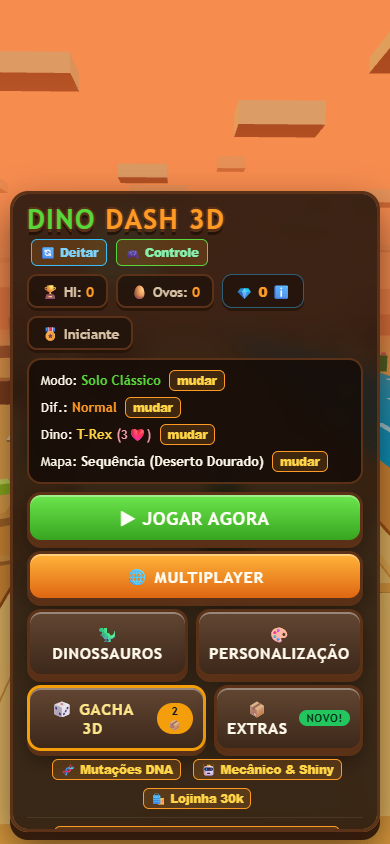 DINO DASH 3D
Deitar Controle
HI: 0 Ovos: 0 0
Iniciante
Modo: Solo Clássico mudar
Dif.: Normal mudar
Dino: T-Rex (3) mudar
Mapa: Sequência (Deserto Dourado) mudar
JOGAR AGORA
MULTIPLAYER
DINOSSAUROS
PERSONALIZAÇÃO
GACHA
3D
2
EXTRAS NOVO!
Mutações DNA Mecânico & Shiny
Lojinha 30k